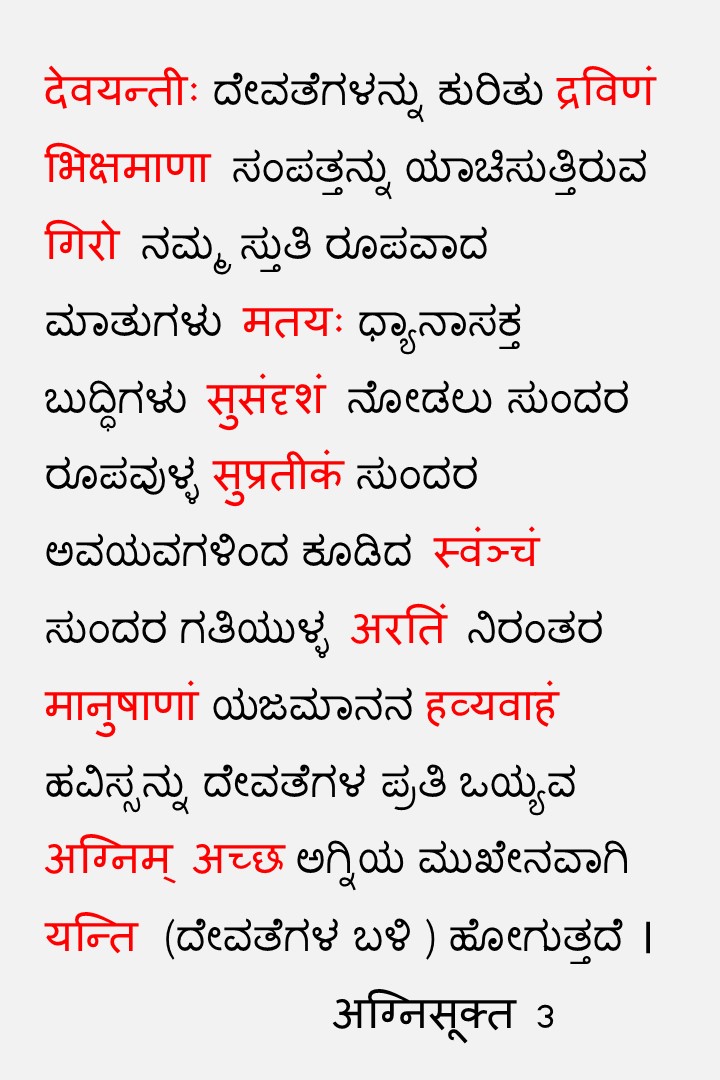 देवयन्तीः ದೇವತೆಗಳನ್ನು ಕುರಿತು द्रविणं
भिक्षमाणा ಸಂಪತ್ತನ್ನು ಯಾಚಿಸುತ್ತಿರುವ
गिरो ನಮ್ಮ ಸ್ತುತಿ ರೂಪವಾದ
ಮಾತುಗಳು मतयः ಧ್ಯಾನಾಸಕ್ತ
ಬುದ್ಧಿಗಳು सुसंदृशं ನೋಡಲು ಸುಂದರ
ರೂಪವುಳ್ಳ सुप्रतीकं ಸುಂದರ
ಅವಯವಗಳಿಂದ ಕೂಡಿದ स्वंञ्चं
ಸುಂದರ ಗತಿಯುಳ್ಳ अरतिं ನಿರಂತರ
मानुषाणां ಯಜಮಾನನ हव्यवाहं
ಹವಿಸ್ಸನ್ನು ದೇವತೆಗಳ ಪ್ರತಿ ಒಯ್ಯವ
अग्निम् अच्छ ಅಗ್ನಿಯ ಮುಖೇನವಾಗಿ
यन्ति (ದೇವತೆಗಳ ಬಳಿ ) ಹೋಗುತ್ತದೆ ।
अग्निसूक्त ३